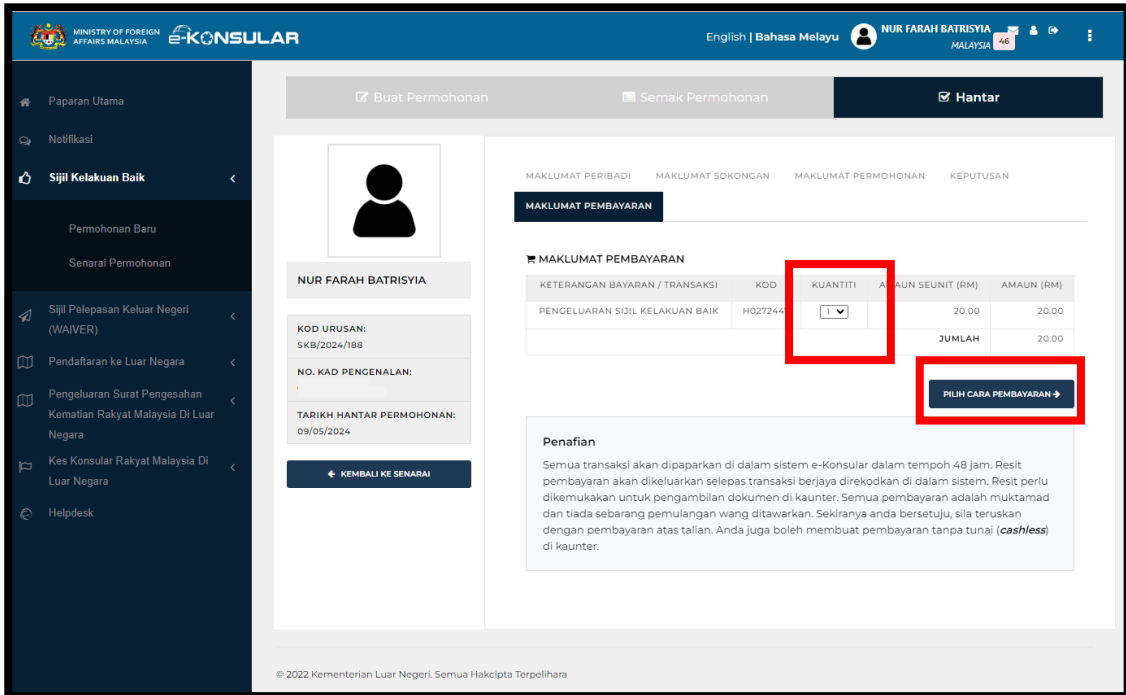 MINISTRY OF FOREIGN
AFFAIRS MALAYSIA
e-KONSULAR
English | Bahasa Melayu
NUR FARAH BATRISYIA
MALAYSIA
46
Paparan Utama
Notifikasi
Sijil Kelakuan Baik
Permohonan Baru
Senarai Permohonan
Sijil Pelepasan Keluar Negeri
(WAIVER)
Pendaftaran ke Luar Negara
Pengeluaran Surat Pengesahan
Kematian Rakyat Malaysia Di Luar
Negara
Kes Konsular Rakyat Malaysia Di
Luar Negara
Helpdesk
Buat Permohonan
Semak Permohonan
Hantar
NUR FARAH BATRISYIA
KOD URUSAN:
SKB/2024/188
NO. KAD PENGENALAN:
TARIKH HANTAR PERMOHONAN:
09/05/2024
KEMBALI KE SENARAI
MAKLUMAT PERIBADI MAKLUMAT SOKONGAN MAKLUMAT PERMOHONAN KEPUTUSAN
MAKLUMAT PEMBAYARAN
MAKLUMAT PEMBAYARAN
KETERANGAN BAYARAN / TRANSAKSI KOD KUANTITI SEUNIT (RM) AMAUN (RM)
PENGELUARAN SIJIL KELAKUAN BAIK 1 20.00 20.00
JUMLAH 20.00
PILIH CARA PEMBAYARAN
Penafian
Semua transaksi akan dipaparkan di dalam sistem e-Konsular dalam tempoh 48 jam. Resit
pembayaran akan dikeluarkan selepas transaksi berjaya direkodkan di dalam sistem. Resit perlu
dikemukakan untuk pengambilan dokumen di kaunter. Semua pembayaran adalah muktamad
dan tiada sebarang pemulangan wang ditawarkan. Sekiranya anda bersetuju, sila teruskan
dengan pembayaran atas talian. Anda juga boleh membuat pembayaran tanpa tunai (cashless)
di kaunter.
© 2022 Kementerian Luar Negeri. Semua Hakcipta Terpelihara